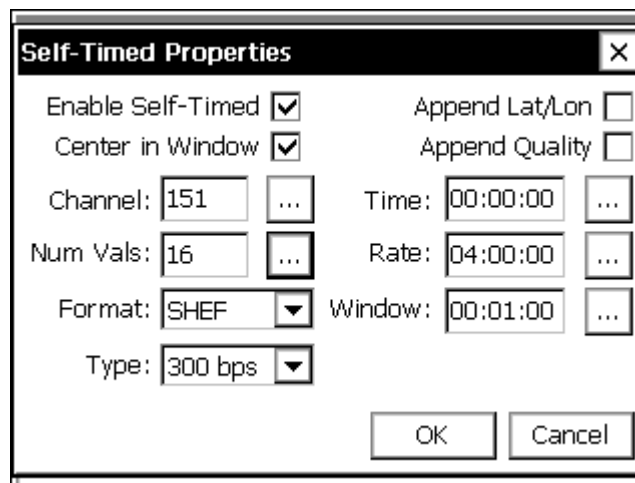 Self-Timed Properties
Enable Self-Timed Append Lat/Lon
Center in Window Append Quality
Channel: 151 ... Time: 00:00:00 ...
Num Vals: 16 ... Rate: 04:00:00 ...
Format: SHEF Window: 00:01:00 ...
Type: 300 bps
OK Cancel